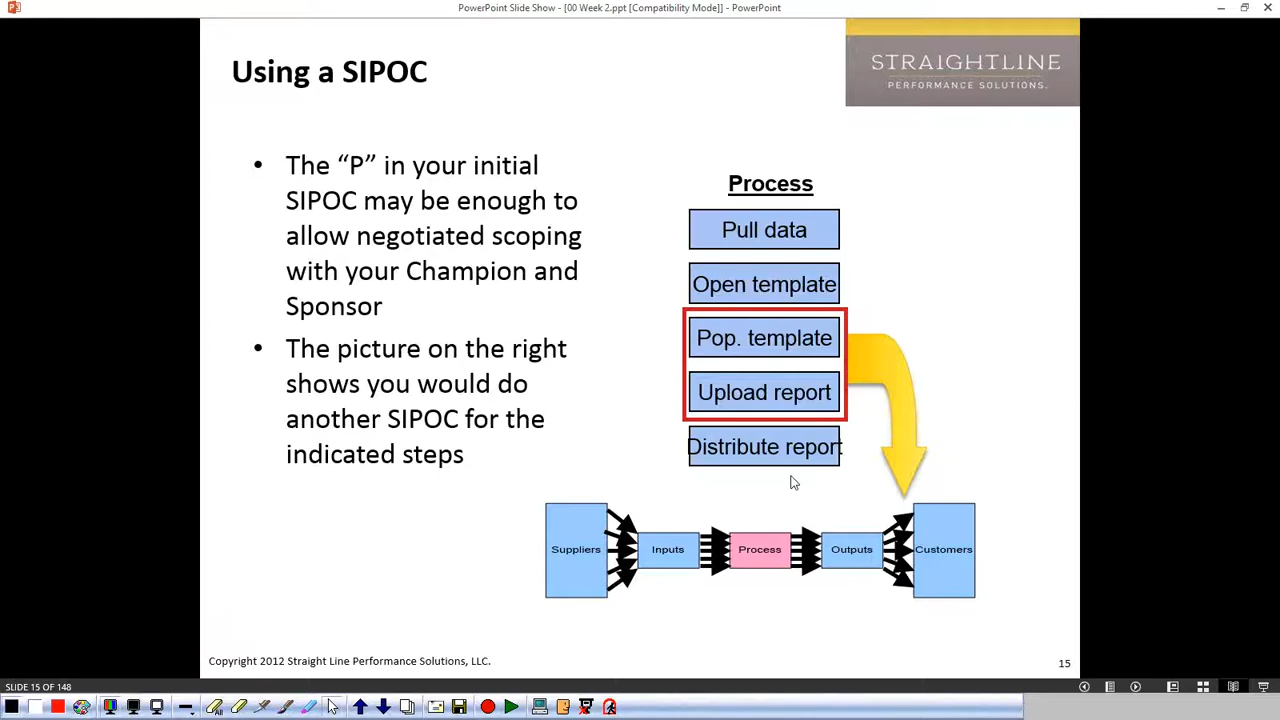 PowerPoint Slide Show - [00 Week 2.ppt [Compatibility Mode]] - PowerPoint
Using a SIPOC
STRAIGHTLINE
PERFORMANCE SOLUTIONS.
• The “P” in your initial
SIPOC may be enough to
allow negotiated scoping
with your Champion and
Sponsor
• The picture on the right
shows you would do
another SIPOC for the
indicated steps
Process
Pull data
Open template
Pop. template
Upload report
Distribute report
Suppliers
Inputs
Process
Outputs
Customers
Copyright 2012 Straight Line Performance Solutions, LLC.
15
SLIDE 15 OF 148